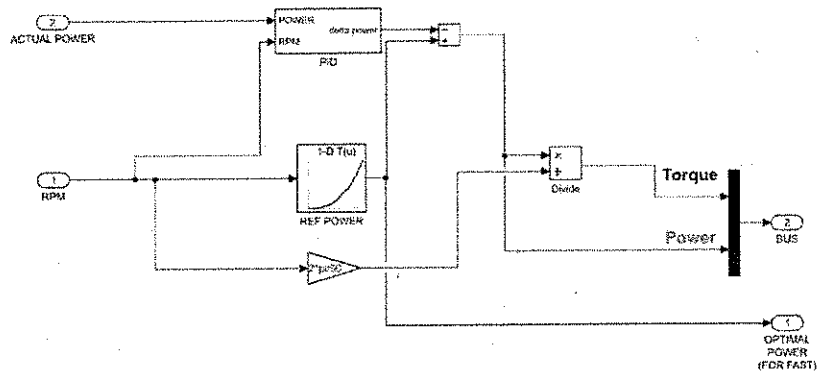 2
ACTUAL POWER
POWER
RPM
delta power
PID
−
+
1
RPM
1-D T(u)
REF POWER
×
÷
Divide
Torque
Power
2
BUS
1
OPTIMAL
POWER
(FOR FAST)